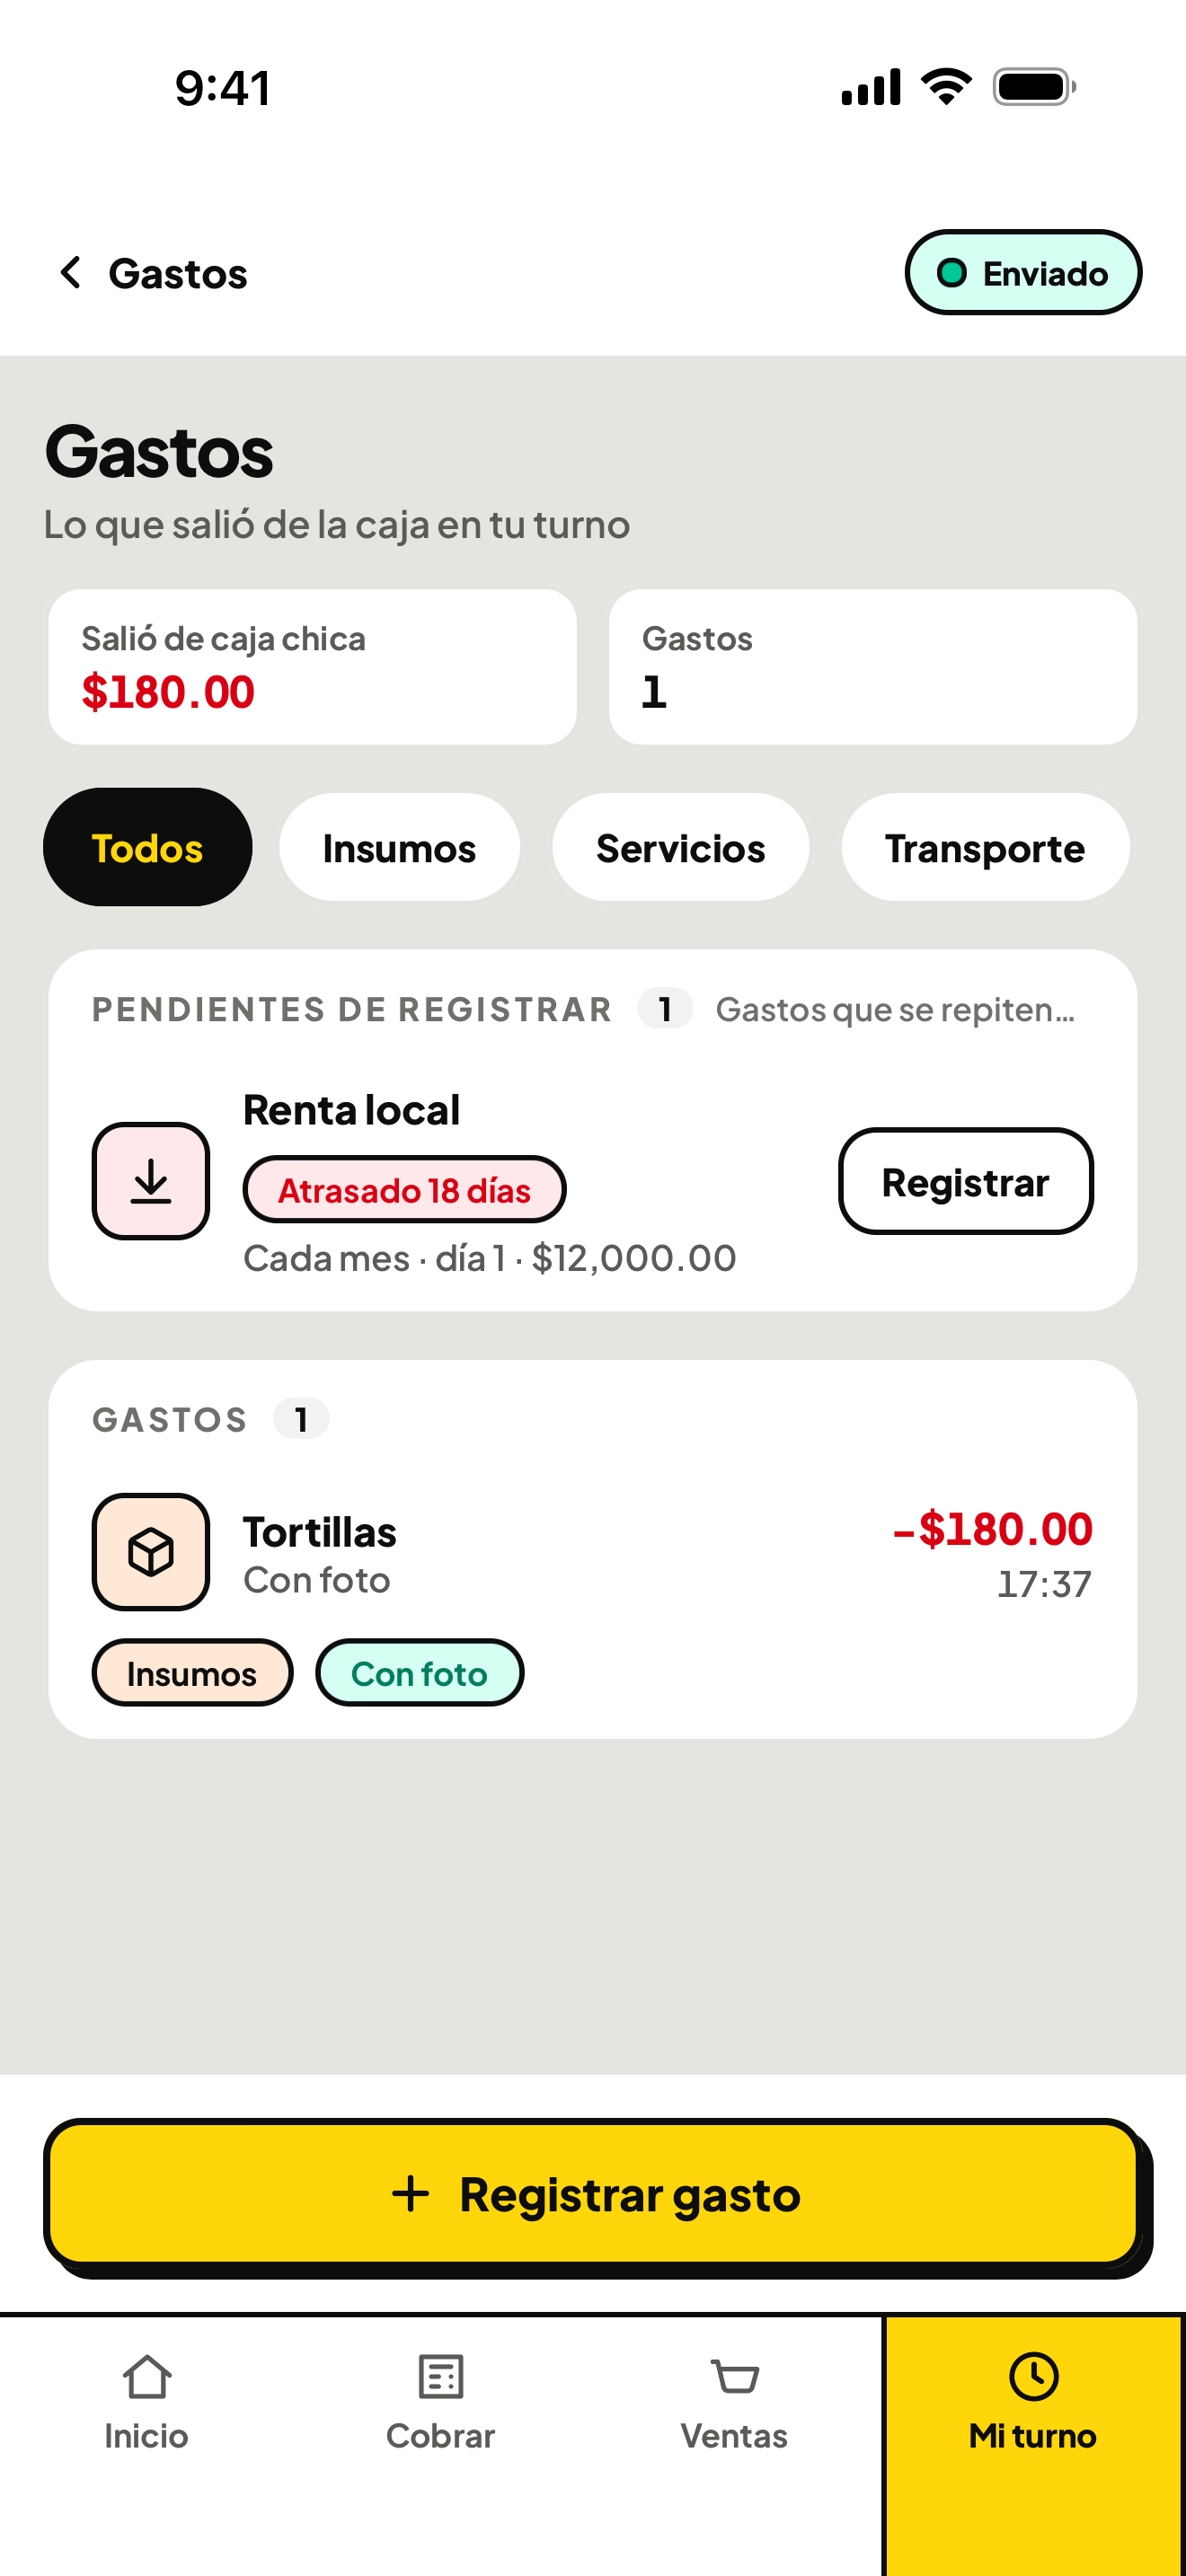 9:41
Gastos
Enviado
Gastos
Lo que salió de la caja en tu turno
Salió de caja chica
$180.00
Gastos
1
Todos
Insumos
Servicios
Transporte
PENDIENTES DE REGISTRAR 1 Gastos que se repiten...
Renta local
Atrasado 18 días
Cada mes · día 1 · $12,000.00
Registrar
GASTOS 1
Tortillas
Con foto
-$180.00
17:37
Insumos
Con foto
+ Registrar gasto
Inicio
Cobrar
Ventas
Mi turno